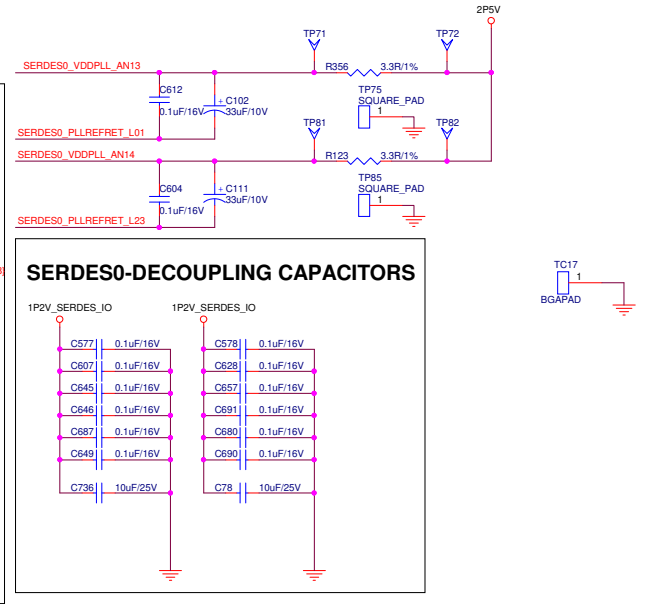 2P5V
TP71
TP72
SERDES0_VDDPLL_AN13
R356
3.3R/1%
C612
0.1uF/16V
+ C102
33uF/10V
TP75
SQUARE_PAD
1
SERDES0_PLLREFRET_L01
TP81
TP82
SERDES0_VDDPLL_AN14
R123
3.3R/1%
C604
0.1uF/16V
+ C111
33uF/10V
TP85
SQUARE_PAD
1
SERDES0_PLLREFRET_L23
SERDES0-DECOUPLING CAPACITORS
1P2V_SERDES_IO
1P2V_SERDES_IO
C577 0.1uF/16V
C578 0.1uF/16V
C607 0.1uF/16V
C628 0.1uF/16V
C645 0.1uF/16V
C657 0.1uF/16V
C646 0.1uF/16V
C691 0.1uF/16V
C687 0.1uF/16V
C680 0.1uF/16V
C649 0.1uF/16V
C690 0.1uF/16V
C736 10uF/25V
C78 10uF/25V
TC17
1
BGAPAD